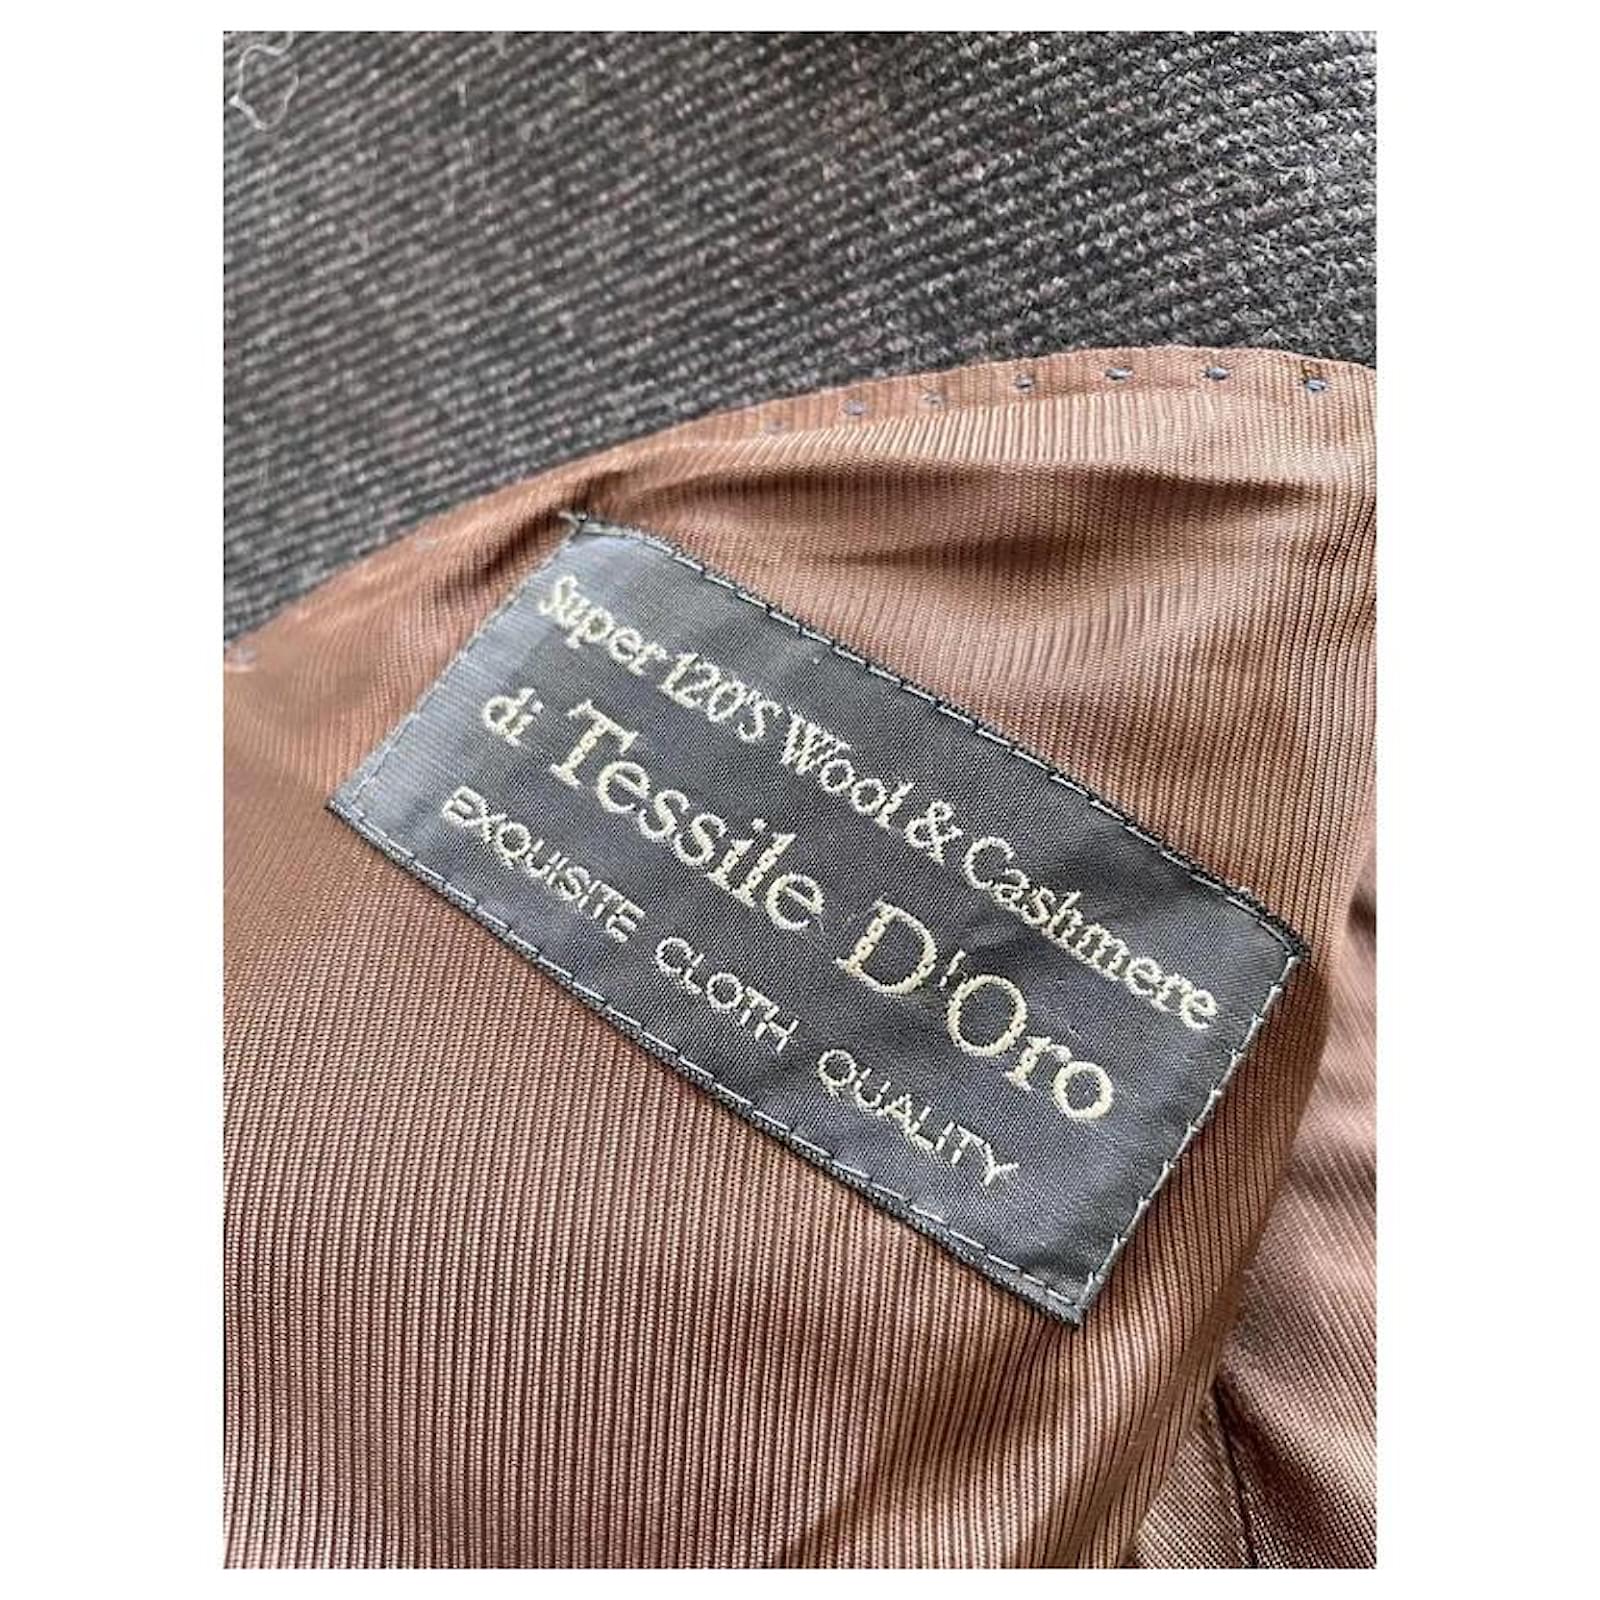 Super 120'S Wool & Cashmere
di Tessile D'Oro
EXQUISITE CLOTH QUALITY